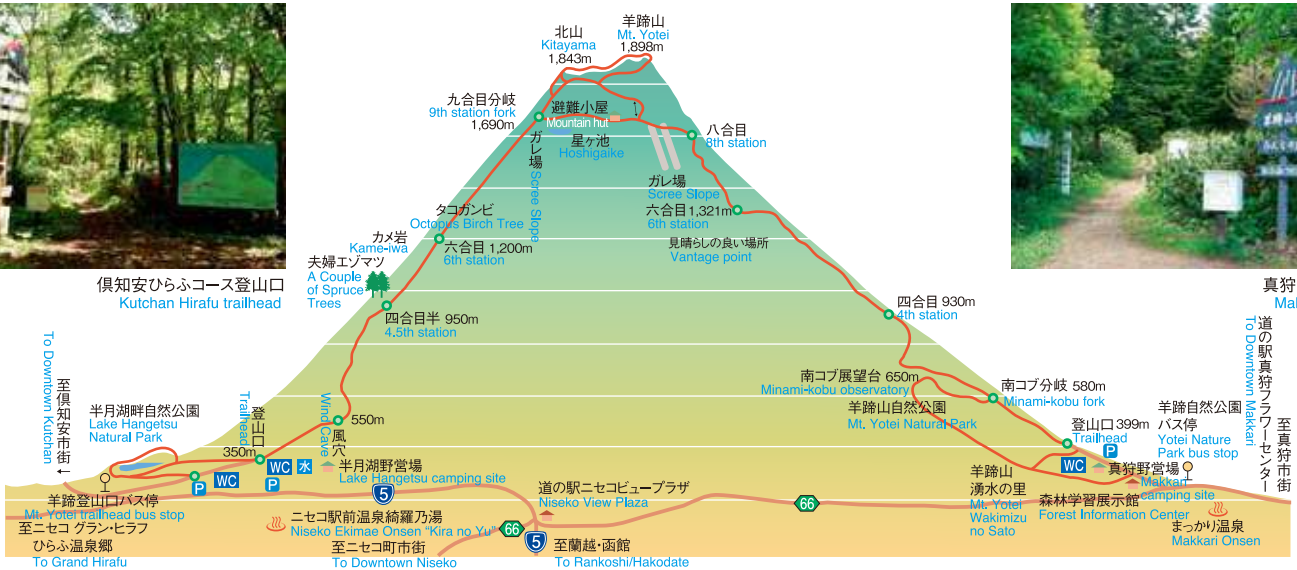 北山
Kitayama
1,843m
羊蹄山
Mt. Yotei
1,898m
九合目分岐
9th station fork
1,690m
避難小屋
Mountain hut
星ヶ池
Hoshigaike
八合目
8th station
ガレ場
Scree Slope
ガレ場
Scree Slope
六合目1,321m
6th station
見晴らしの良い場所
Vantage point
タコガンビ
Octopus Birch Tree
カメ岩
Kame-iwa
六合目 1,200m
6th station
夫婦エゾマツ
A Couple
of Spruce
Trees
四合目半 950m
4.5th station
四合目 930m
4th station
倶知安ひらふコース登山口
Kutchan Hirafu trailhead
真狩
Mal
To Downtown Kutchan
至倶知安市街←
半月湖畔自然公園
Lake Hangetsu
Natural Park
Trailhead
登山口
350m
Wind Cave
風穴
550m
WC
水
P
WC
P
半月湖野営場
Lake Hangetsu camping site
羊蹄登山口バス停
Mt. Yotei trailhead bus stop
至ニセコ グラン・ヒラフ
ひらふ温泉郷
To Grand Hirafu
5
ニセコ駅前温泉綺羅乃湯
Niseko Ekimae Onsen “Kira no Yu”
至ニセコ町市街
To Downtown Niseko
66
5
道の駅ニセコビュープラザ
Niseko View Plaza
至蘭越・函館
To Rankoshi/Hakodate
66
南コブ展望台 650m
Minami-kobu observatory
南コブ分岐 580m
Minami-kobu fork
羊蹄山自然公園
Mt. Yotei Natural Park
登山口 399m
Trailhead
P
WC
羊蹄自然公園
バス停
Yotei Nature
Park bus stop
真狩野営場
Makkari
camping site
羊蹄山
湧水の里
Mt. Yotei
Wakimizu
no Sato
森林学習展示館
Forest Information Center
まっかり温泉
Makkari Onsen
道の駅真狩フラワーセンター
To Downtown Makkari
至真狩市街